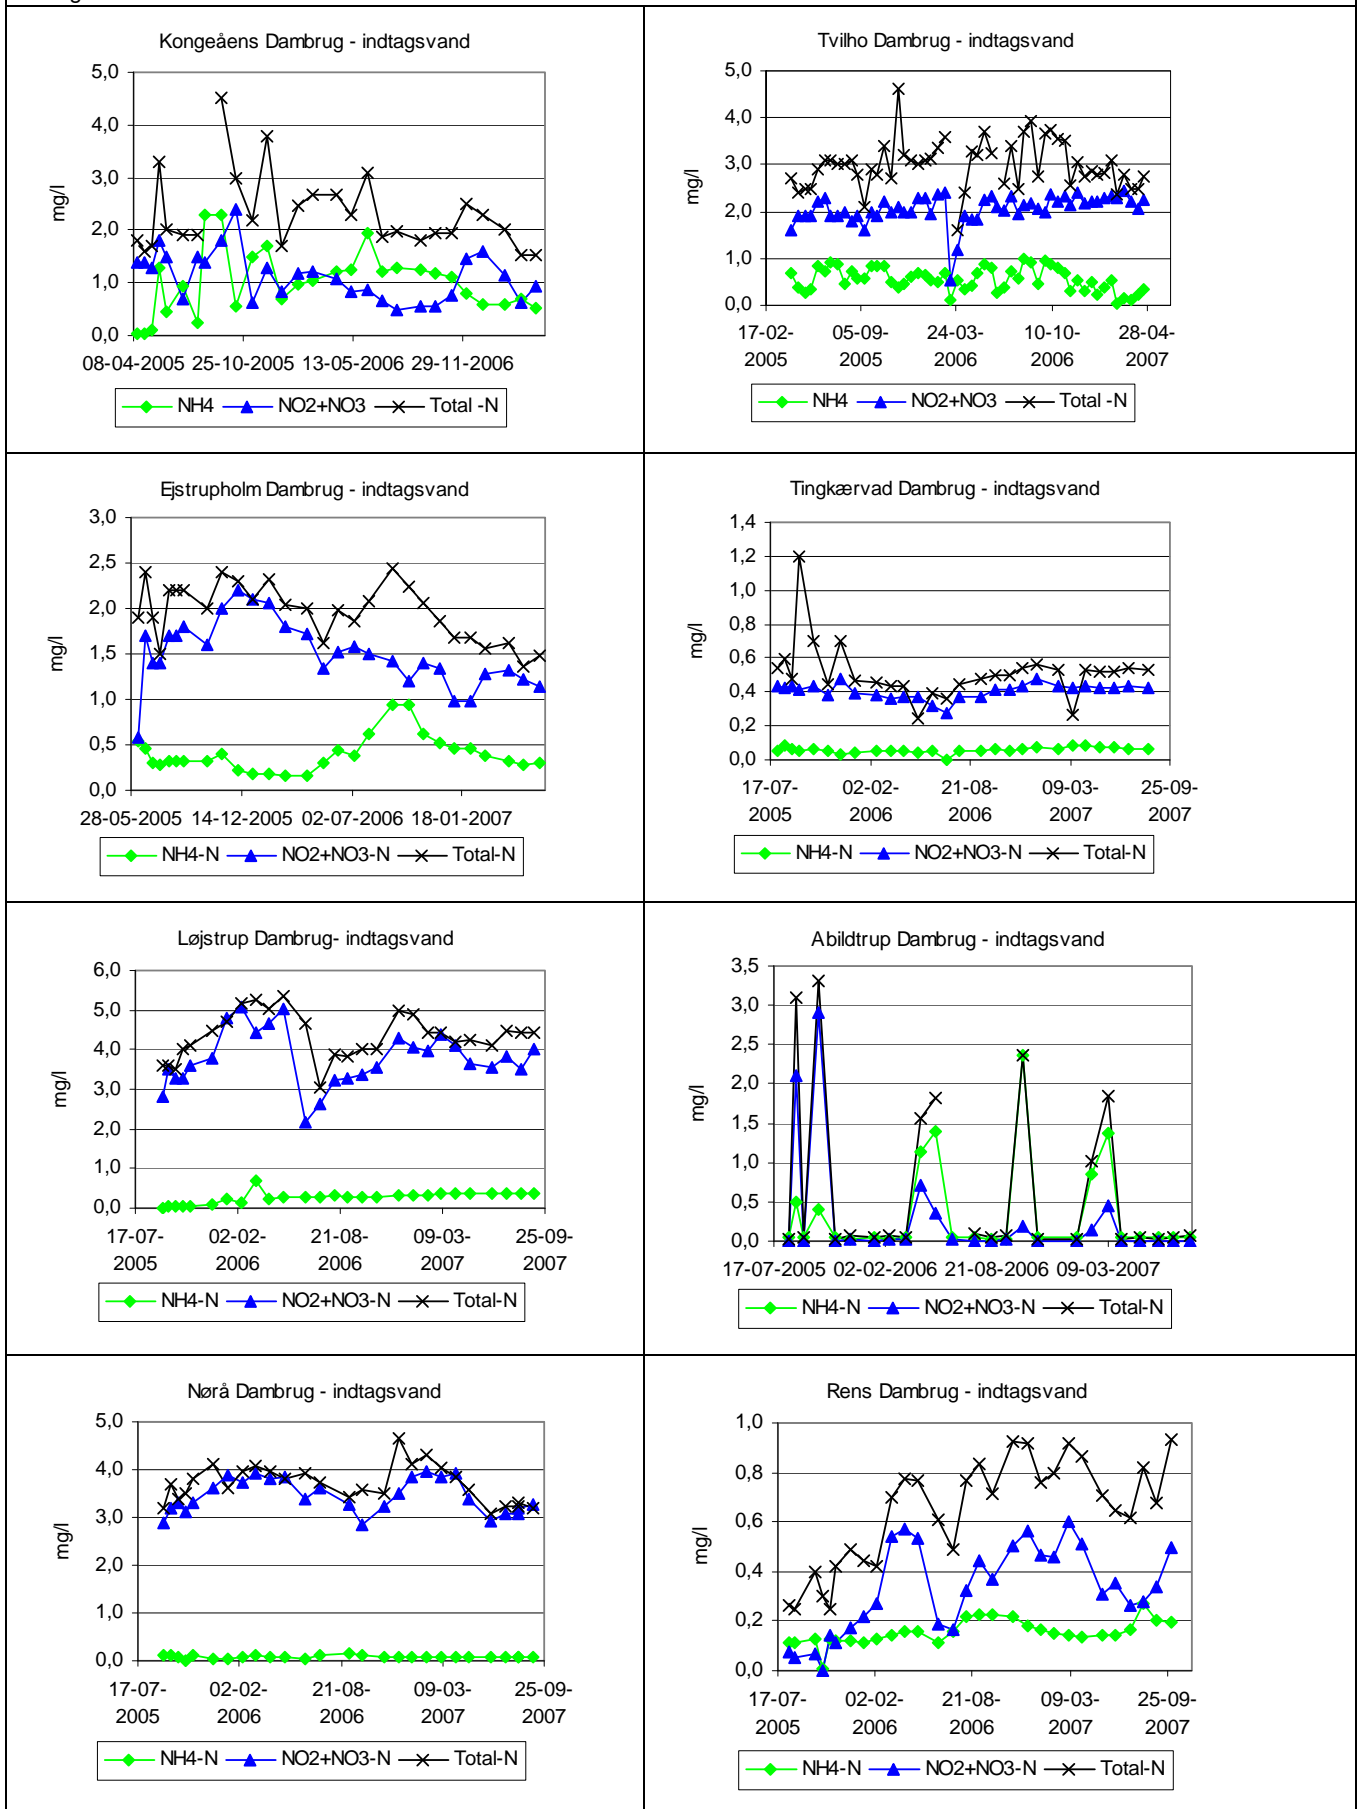 Kongeåens Dambrug - indtagsvand
5,0
4,0
3,0
2,0
1,0
0,0
mg/l
08-04-2005 25-10-2005 13-05-2006 29-11-2006
NH4 NO2+NO3 Total -N
Tvilho Dambrug - indtagsvand
5,0
4,0
3,0
2,0
1,0
0,0
mg/l
17-02- 05-09- 24-03- 10-10- 28-04-
2005 2005 2006 2006 2007
NH4 NO2+NO3 Total -N
Ejstrupholm Dambrug - indtagsvand
3,0
2,5
2,0
1,5
1,0
0,5
0,0
mg/l
28-05-2005 14-12-2005 02-07-2006 18-01-2007
NH4-N NO2+NO3-N Total-N
Tingkærvad Dambrug - indtagsvand
1,4
1,2
1,0
0,8
0,6
0,4
0,2
0,0
mg/l
17-07- 02-02- 21-08- 09-03- 25-09-
2005 2006 2006 2007 2007
NH4-N NO2+NO3-N Total-N
Løjstrup Dambrug- indtagsvand
6,0
5,0
4,0
3,0
2,0
1,0
0,0
mg/l
17-07- 02-02- 21-08- 09-03- 25-09-
2005 2006 2006 2007 2007
NH4-N NO2+NO3-N Total-N
Abildtrup Dambrug - indtagsvand
3,5
3,0
2,5
2,0
1,5
1,0
0,5
0,0
mg/l
17-07-2005 02-02-2006 21-08-2006 09-03-2007
NH4-N NO2+NO3-N Total-N
Nørå Dambrug - indtagsvand
5,0
4,0
3,0
2,0
1,0
0,0
mg/l
17-07- 02-02- 21-08- 09-03- 25-09-
2005 2006 2006 2007 2007
NH4-N NO2+NO3-N Total-N
Rens Dambrug - indtagsvand
1,0
0,8
0,6
0,4
0,2
0,0
mg/l
17-07- 02-02- 21-08- 09-03- 25-09-
2005 2006 2006 2007 2007
NH4-N NO2+NO3-N Total-N